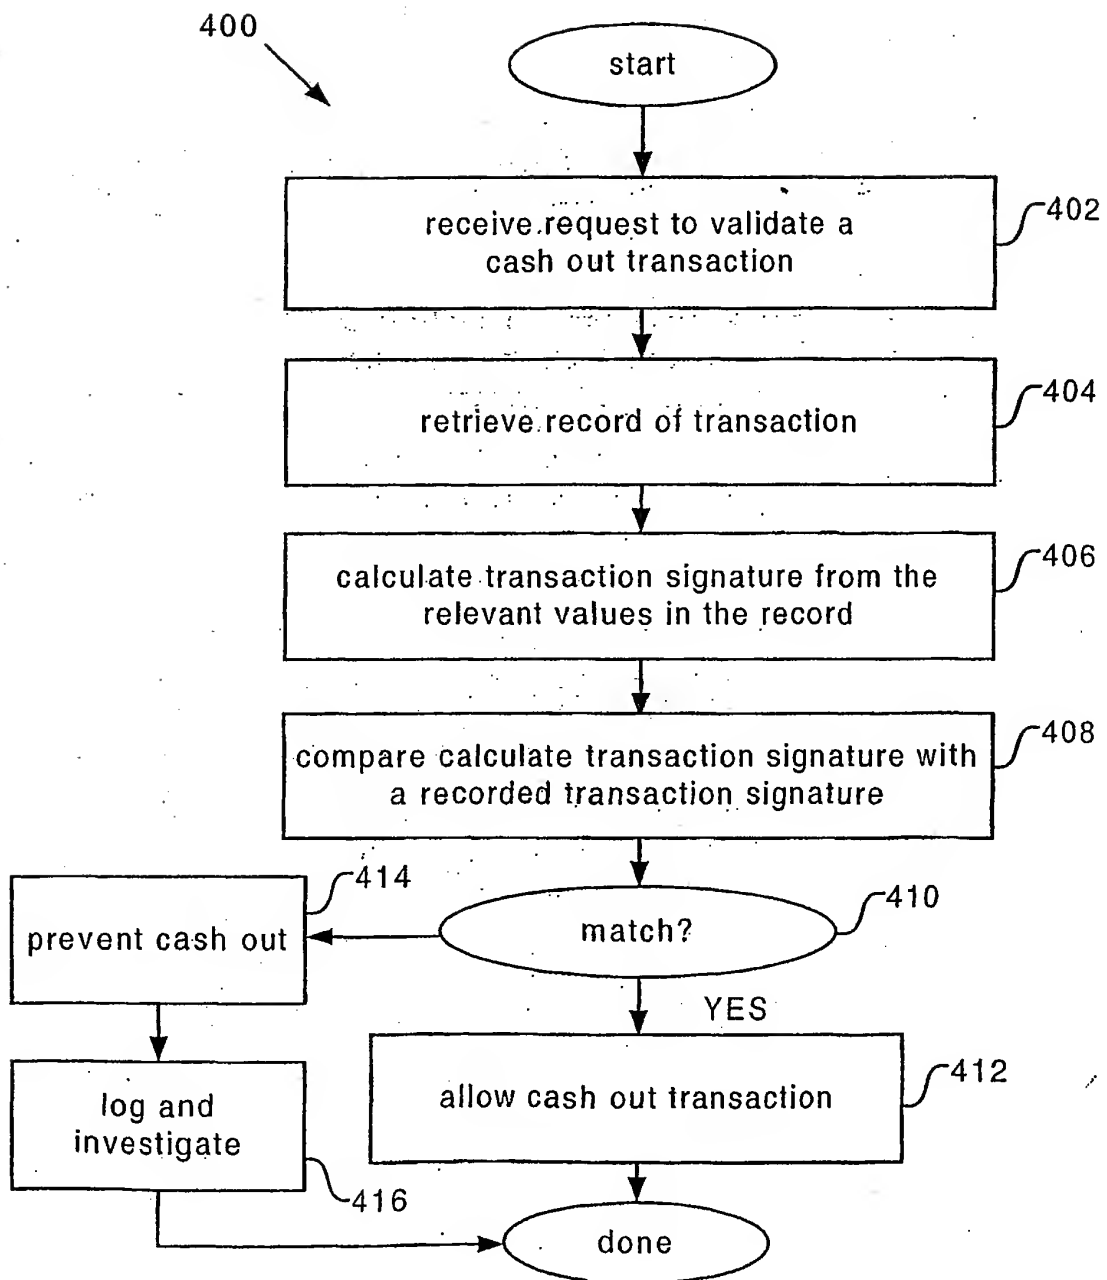 400
start
receive request to validate a
cash out transaction
402
retrieve record of transaction
404
calculate transaction signature from the
relevant values in the record
406
compare calculate transaction signature with
a recorded transaction signature
408
match?
410
414
prevent cash out
YES
allow cash out transaction
412
log and
investigate
416
done